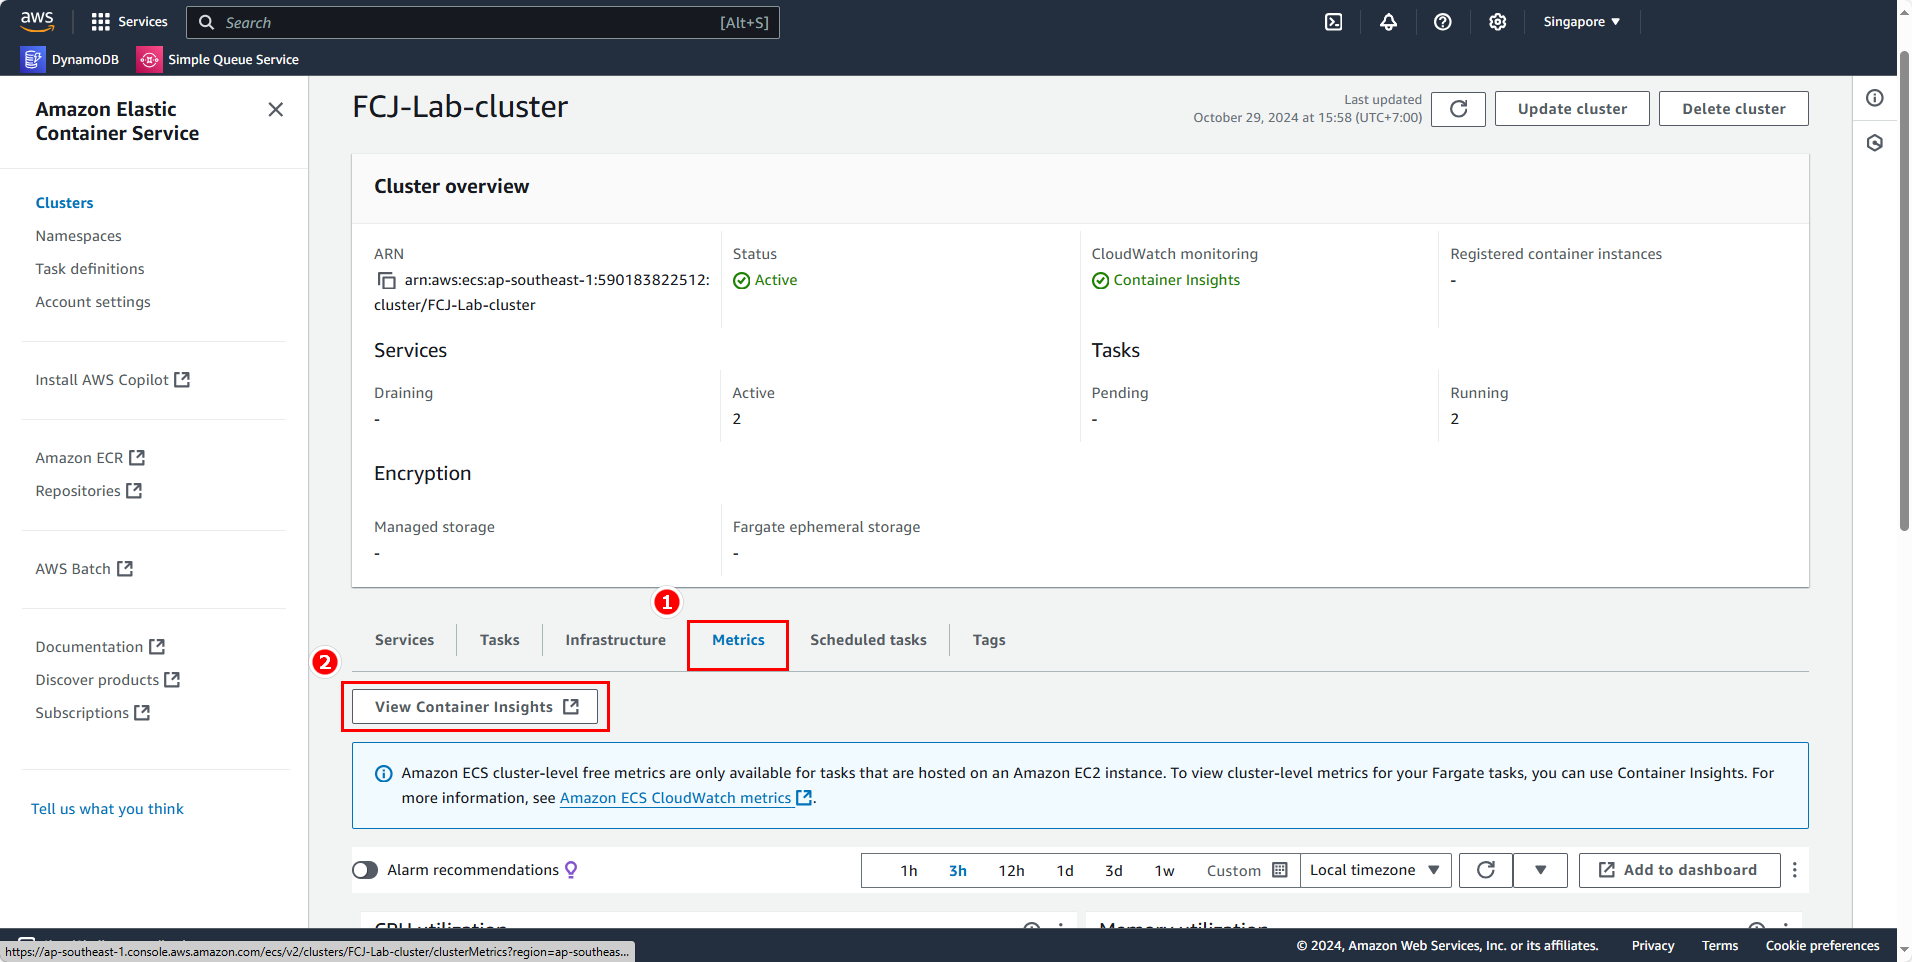 aws
Services
Search
[Alt+S]
Singapore
DynamoDB
Simple Queue Service
Amazon Elastic
Container Service
Clusters
Namespaces
Task definitions
Account settings
Install AWS Copilot
Amazon ECR
Repositories
AWS Batch
Documentation
Discover products
Subscriptions
Tell us what you think
FCJ-Lab-cluster
Last updated
October 29, 2024 at 15:58 (UTC+7:00)
Update cluster
Delete cluster
Cluster overview
ARN
arn:aws:ecs:ap-southeast-1:590183822512:
cluster/FCJ-Lab-cluster
Status
Active
CloudWatch monitoring
Container Insights
Registered container instances
-
Services
Tasks
Draining
-
Active
2
Pending
-
Running
2
Encryption
Managed storage
-
Fargate ephemeral storage
-
1
Services
Tasks
Infrastructure
Metrics
Scheduled tasks
Tags
2
View Container Insights
Amazon ECS cluster-level free metrics are only available for tasks that are hosted on an Amazon EC2 instance. To view cluster-level metrics for your Fargate tasks, you can use Container Insights. For
more information, see Amazon ECS CloudWatch metrics.
Alarm recommendations
1h
3h
12h
1d
3d
1w
Custom
Local timezone
Add to dashboard
CPU utilization
Memory utilization
https://ap-southeast-1.console.aws.amazon.com/ecs/v2/clusters/FCJ-Lab-cluster/clusterMetrics?region=ap-southeas...
© 2024, Amazon Web Services, Inc. or its affiliates.
Privacy
Terms
Cookie preferences